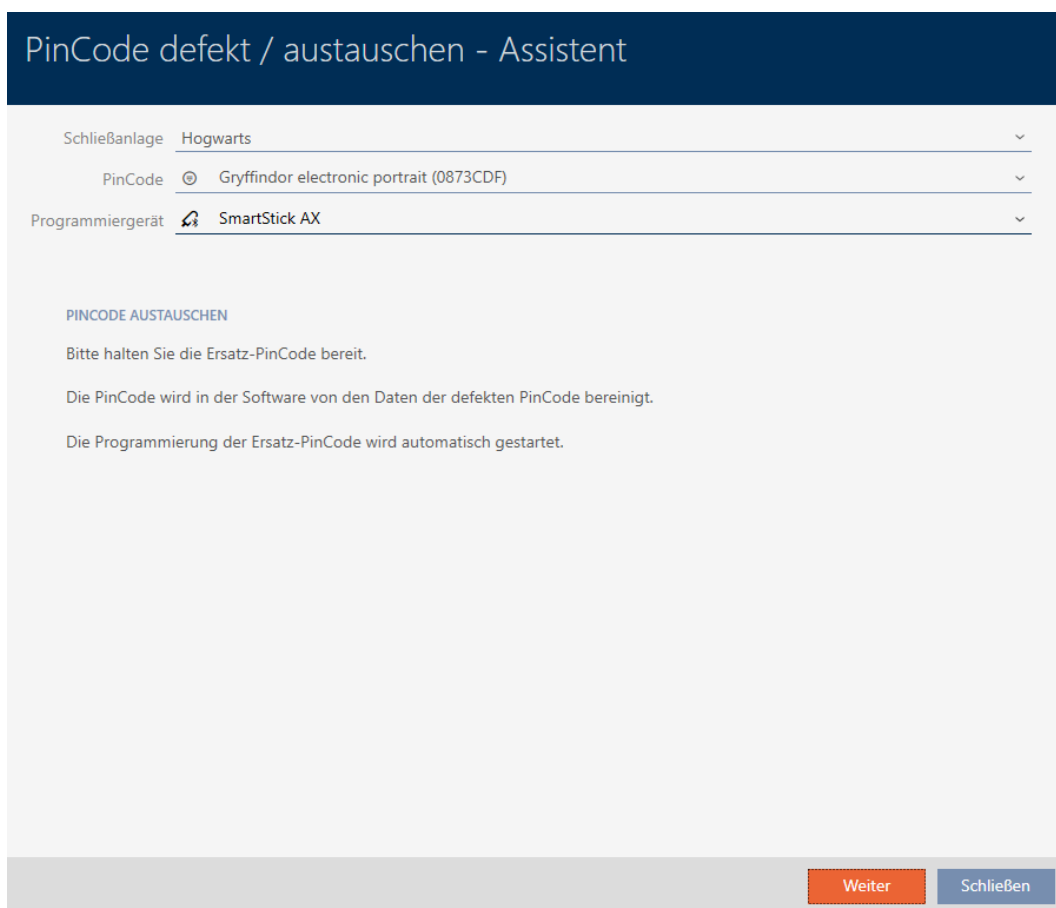 PinCode defekt / austauschen - Assistent
Schließanlage Hogwarts
PinCode Gryffindor electronic portrait (0873CDF)
Programmiergerät SmartStick AX
PINCODE AUSTAUSCHEN
Bitte halten Sie die Ersatz-PinCode bereit.
Die PinCode wird in der Software von den Daten der defekten PinCode bereinigt.
Die Programmierung der Ersatz-PinCode wird automatisch gestartet.
Weiter Schließen